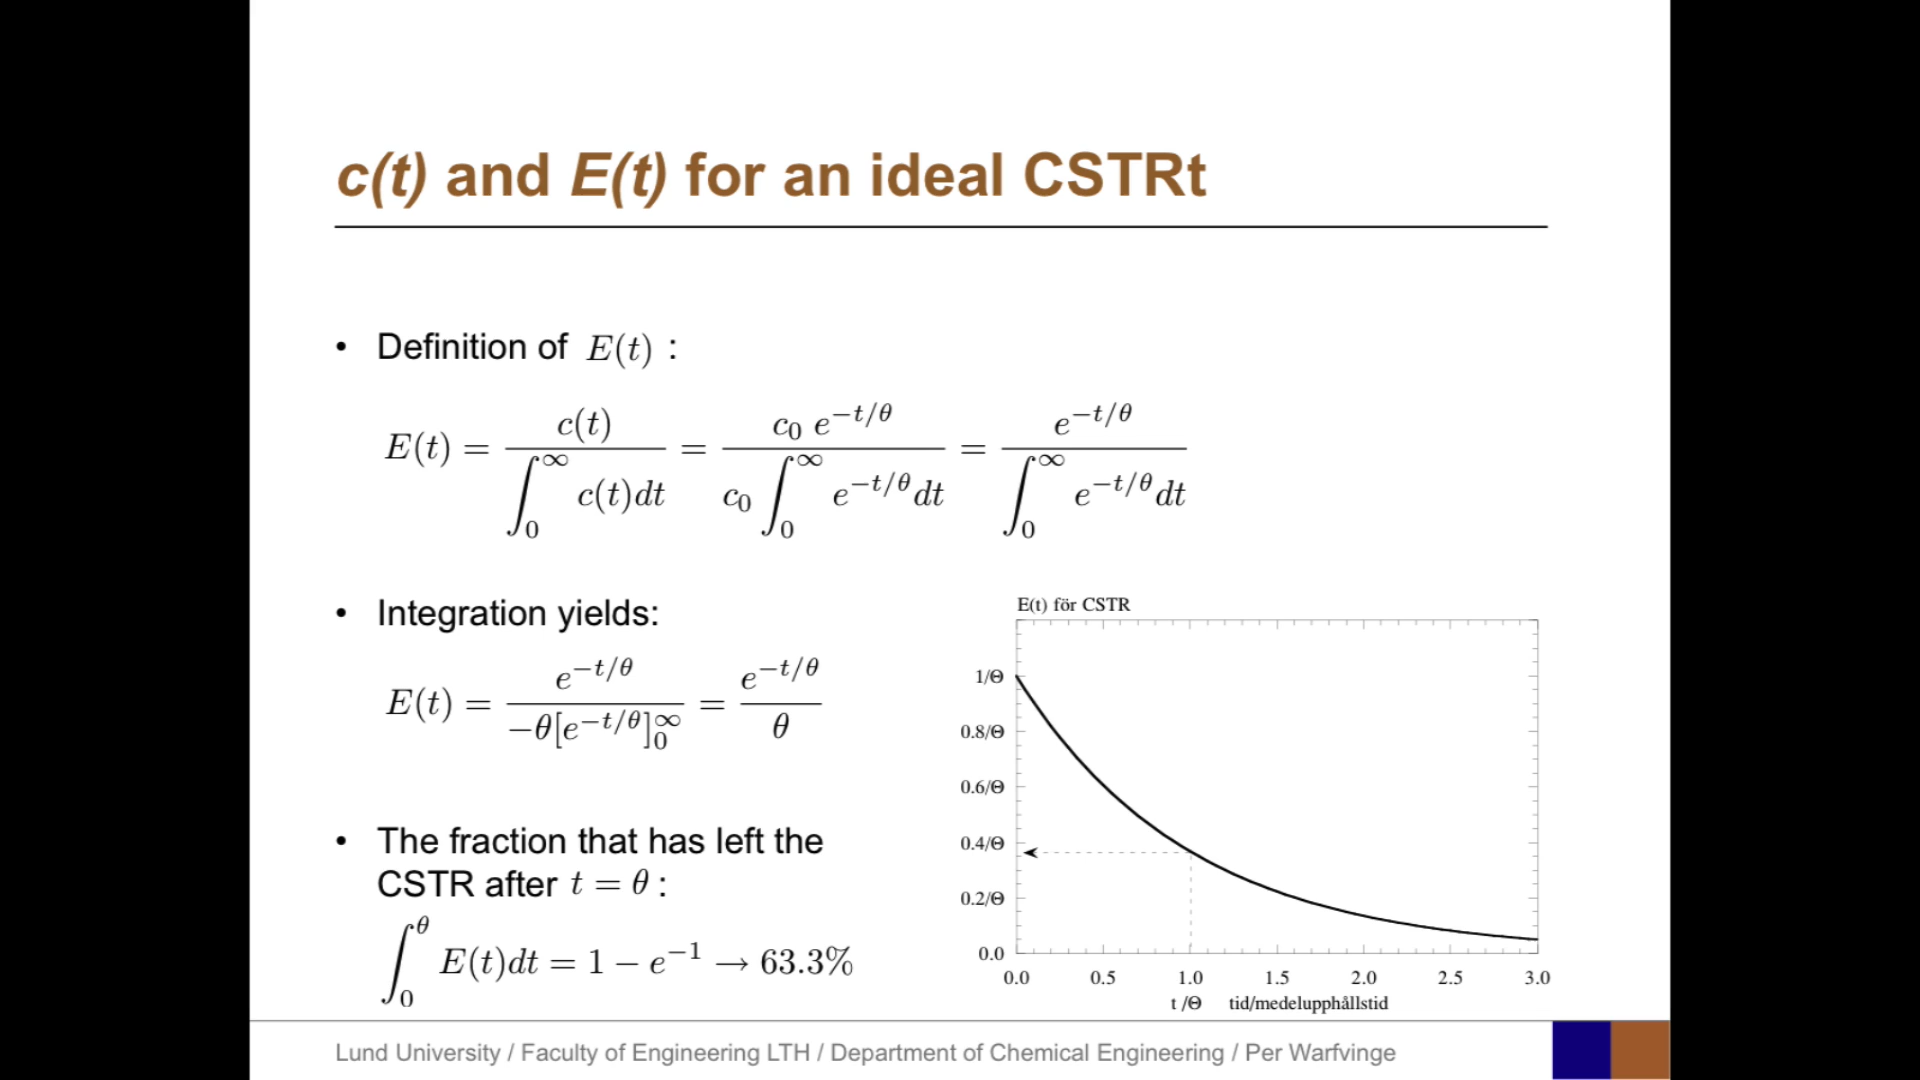 c(t) and E(t) for an ideal CSTRt
• Definition of E(t) :
E(t) = c(t) / ∫₀^∞ c(t)dt = c₀ e^{−t/θ} / c₀ ∫₀^∞ e^{−t/θ}dt = e^{−t/θ} / ∫₀^∞ e^{−t/θ}dt
• Integration yields:
E(t) = e^{−t/θ} / −θ[e^{−t/θ}]₀^∞ = e^{−t/θ} / θ
• The fraction that has left the
CSTR after t = θ :
∫₀^θ E(t)dt = 1 − e^{−1} → 63.3%
E(t) för CSTR
1/Θ
0.8/Θ
0.6/Θ
0.4/Θ
0.2/Θ
0.0
0.0 0.5 1.0 1.5 2.0 2.5 3.0
t /Θ tid/medelupphållstid
Lund University / Faculty of Engineering LTH / Department of Chemical Engineering / Per Warfvinge